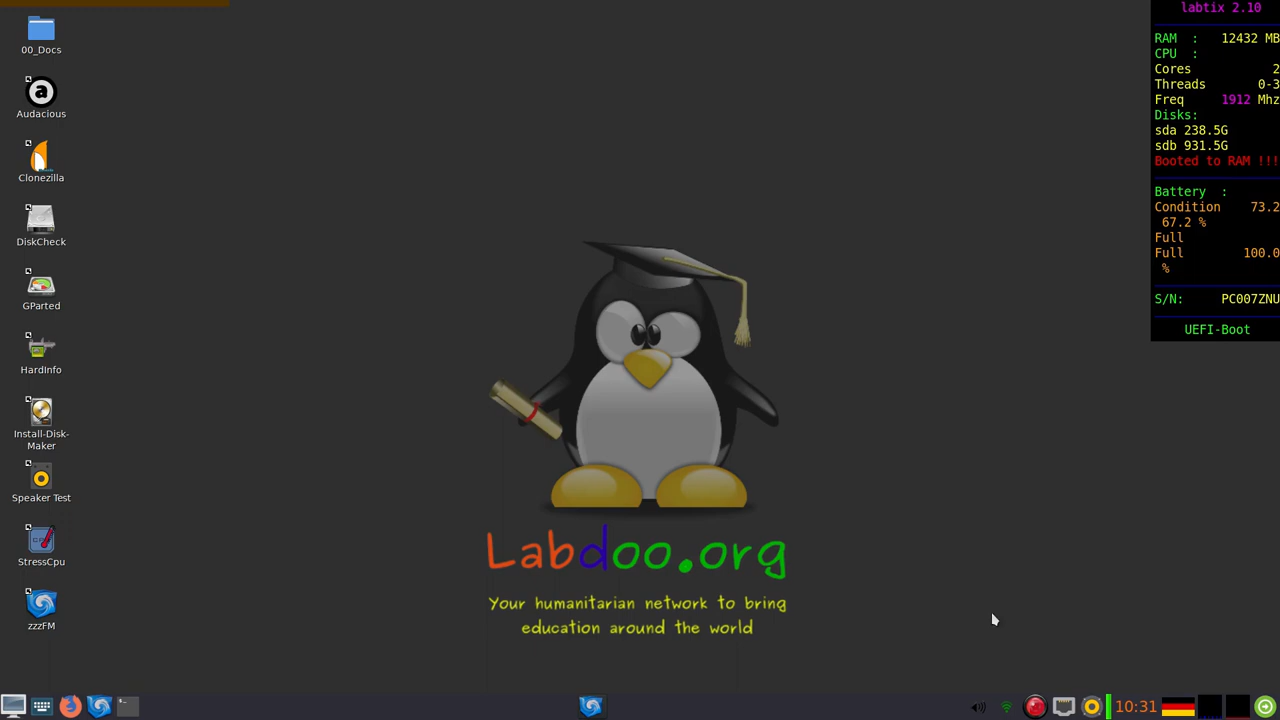 00_Docs
Audacious
Clonezilla
DiskCheck
GParted
HardInfo
Install-Disk-
Maker
Speaker Test
StressCpu
zzzFM
Labdoo.org
Your humanitarian network to bring
education around the world
labtix 2.10
RAM : 12432 MB
CPU :
Cores 2
Threads 0-3
Freq 1912 Mhz
Disks:
sda 238.5G
sdb 931.5G
Booted to RAM !!!
Battery :
Condition 73.2
67.2 %
Full
Full 100.0
%
S/N: PC007ZNU
UEFI-Boot
10:31